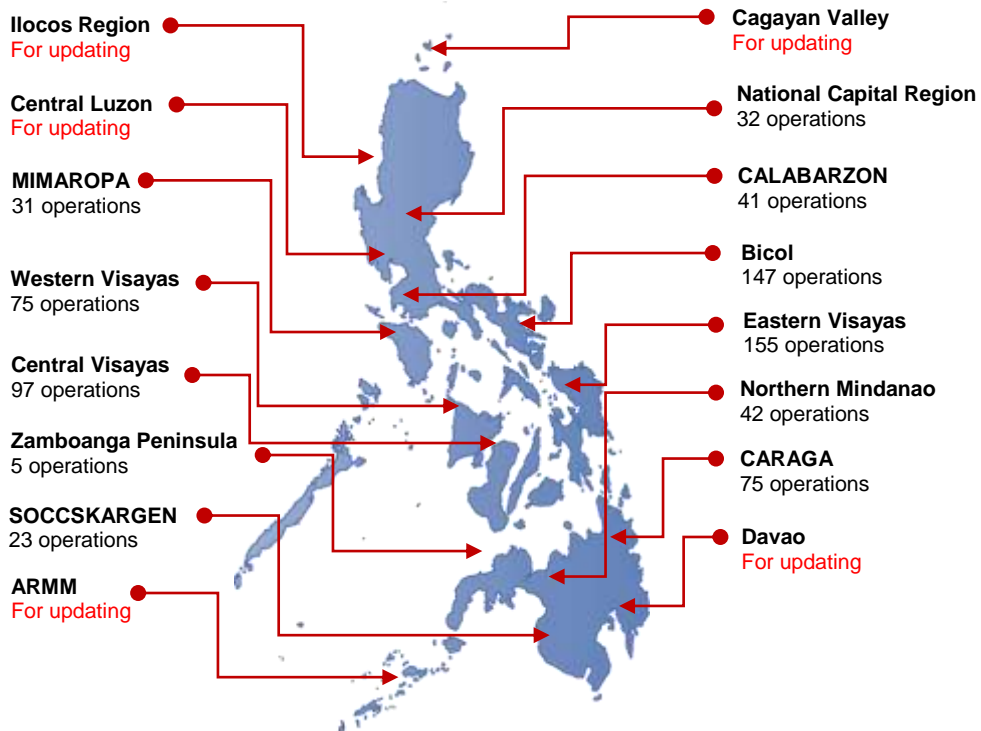 Ilocos Region
For updating
Central Luzon
For updating
MIMAROPA
31 operations
Western Visayas
75 operations
Central Visayas
97 operations
Zamboanga Peninsula
5 operations
SOCCSKARGEN
23 operations
ARMM
For updating
Cagayan Valley
For updating
National Capital Region
32 operations
CALABARZON
41 operations
Bicol
147 operations
Eastern Visayas
155 operations
Northern Mindanao
42 operations
CARAGA
75 operations
Davao
For updating